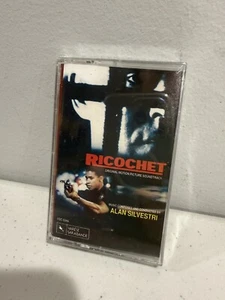 RICOCHET
ORIGINAL MOTION PICTURE SOUNDTRACK
ALAN SILVESTRI
VARÈSE
SARABANDE